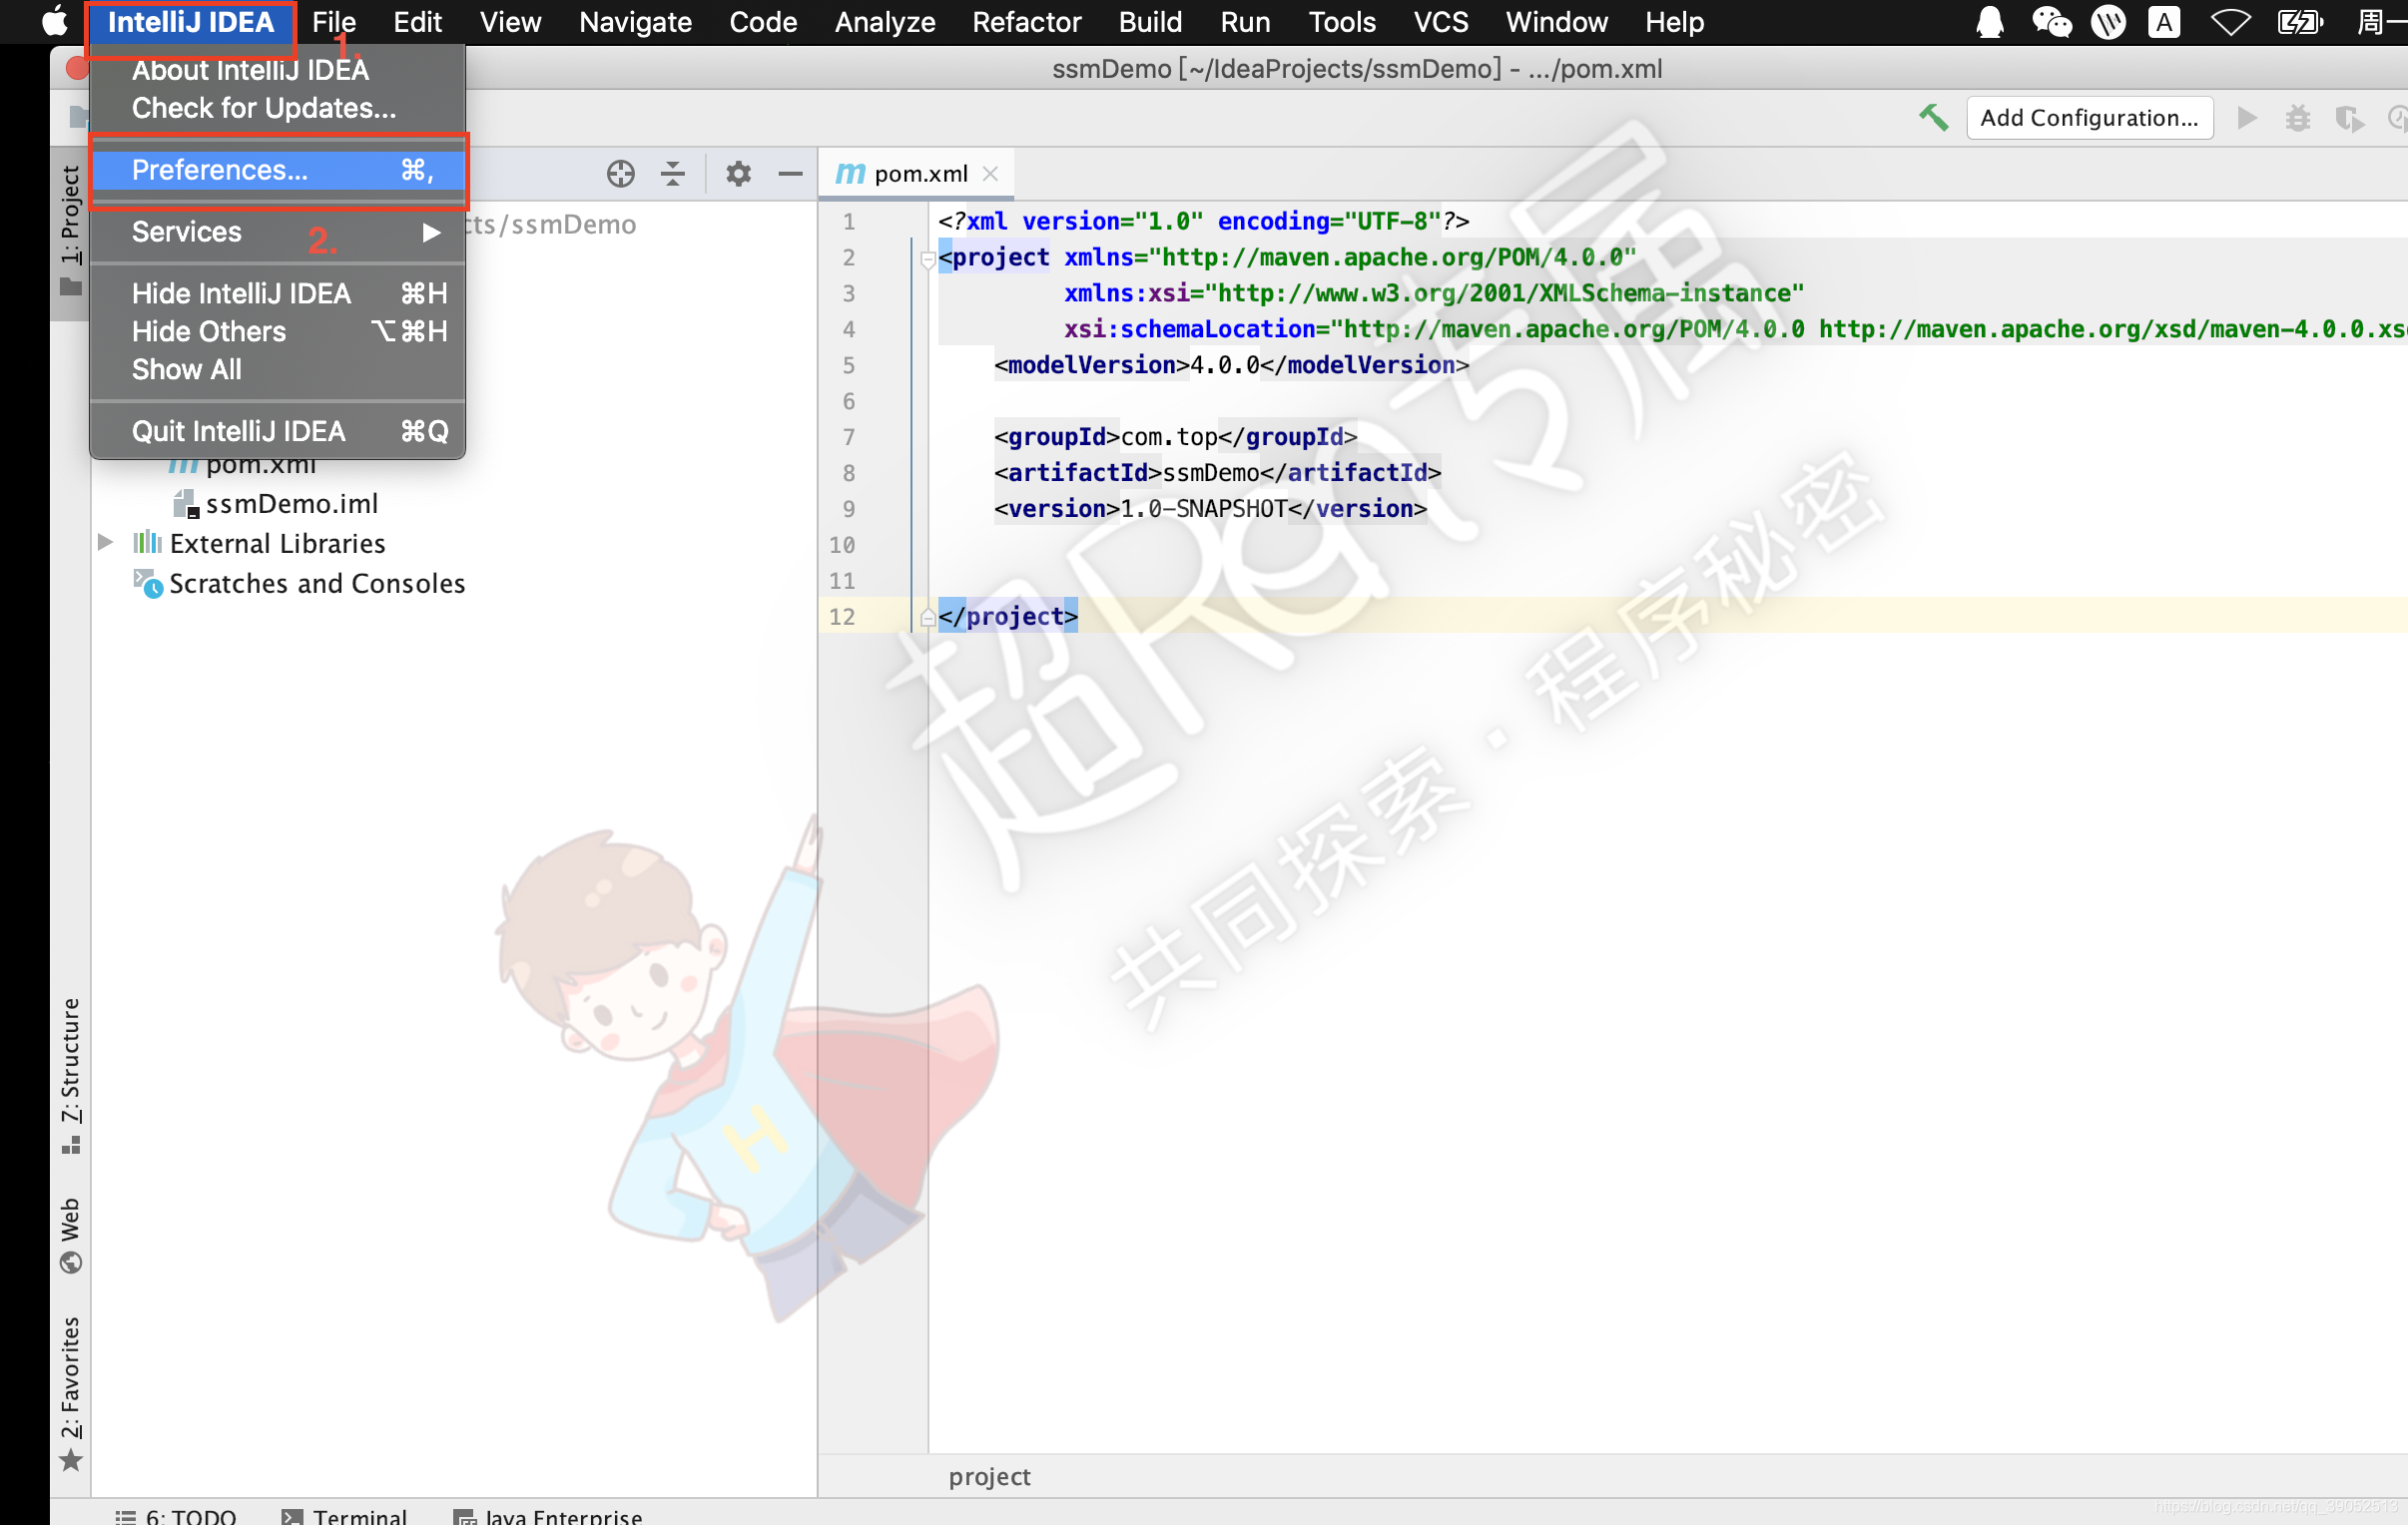 IntelliJ IDEA File Edit View Navigate Code Analyze Refactor Build Run Tools VCS Window Help A 周一
1.
ssmDemo [~/IdeaProjects/ssmDemo] - .../pom.xml
About IntelliJ IDEA
Check for Updates...
Preferences... ⌘,
Services
2.
Hide IntelliJ IDEA ⌘H
Hide Others ⌥⌘H
Show All
Quit IntelliJ IDEA ⌘Q
Add Configuration...
1: Project
cts/ssmDemo
pom.xml
ssmDemo.iml
External Libraries
Scratches and Consoles
m pom.xml
1 <?xml version="1.0" encoding="UTF-8"?>
2 <project xmlns="http://maven.apache.org/POM/4.0.0"
3 xmlns:xsi="http://www.w3.org/2001/XMLSchema-instance"
4 xsi:schemaLocation="http://maven.apache.org/POM/4.0.0 http://maven.apache.org/xsd/maven-4.0.0.xs
5 <modelVersion>4.0.0</modelVersion>
6
7 <groupId>com.top</groupId>
8 <artifactId>ssmDemo</artifactId>
9 <version>1.0-SNAPSHOT</version>
10
11
12 </project>
超Ran专属
共同探索·程序秘密
H
7: Structure
Web
2: Favorites
project
6: TODO Terminal Java Enterprise
https://blog.csdn.net/qq_39052513